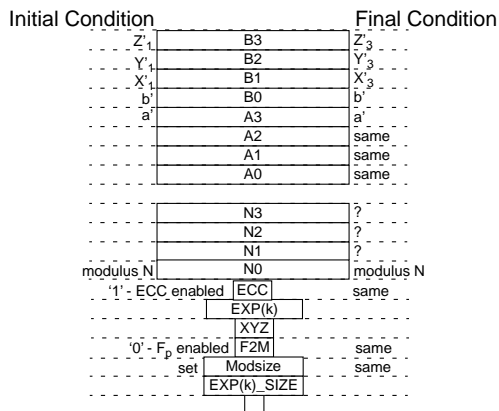 Initial Condition Final Condition
Z'1 B3 Z'3
Y'1 B2 Y'3
X'1 B1 X'3
b' B0 b'
a' A3 a'
A2 same
A1 same
A0 same
N3 ?
N2 ?
N1 ?
modulus N N0 modulus N
‘1’ - ECC enabled ECC same
EXP(k)
XYZ
‘0’ - Fp enabled F2M same
set Modsize same
EXP(k)_SIZE